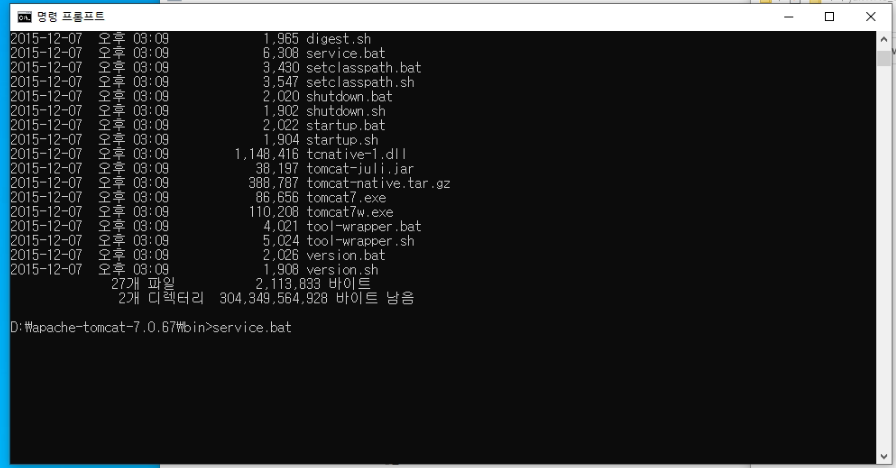 명령 프롬프트
2015-12-07 오후 03:09 1,965 digest.sh
2015-12-07 오후 03:09 6,308 service.bat
2015-12-07 오후 03:09 3,430 setclasspath.bat
2015-12-07 오후 03:09 3,547 setclasspath.sh
2015-12-07 오후 03:09 2,020 shutdown.bat
2015-12-07 오후 03:09 1,902 shutdown.sh
2015-12-07 오후 03:09 2,022 startup.bat
2015-12-07 오후 03:09 1,904 startup.sh
2015-12-07 오후 03:09 1,148,416 tcnative-1.dll
2015-12-07 오후 03:09 38,197 tomcat-juli.jar
2015-12-07 오후 03:09 388,787 tomcat-native.tar.gz
2015-12-07 오후 03:09 86,656 tomcat7.exe
2015-12-07 오후 03:09 110,208 tomcat7w.exe
2015-12-07 오후 03:09 4,021 tool-wrapper.bat
2015-12-07 오후 03:09 5,024 tool-wrapper.sh
2015-12-07 오후 03:09 2,026 version.bat
2015-12-07 오후 03:09 1,908 version.sh
27개 파일 2,113,833 바이트
2개 디렉터리 304,349,564,928 바이트 남음
D:₩apache-tomcat-7.0.67₩bin>service.bat